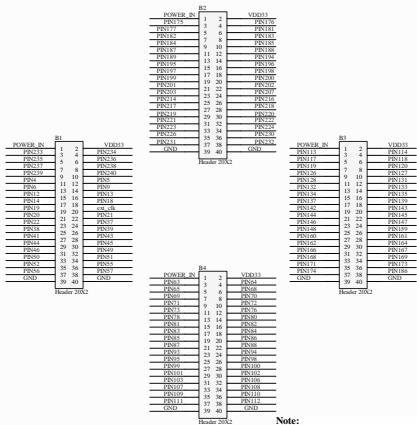 B2
POWER_IN 1 2 VDD33
PIN175 3 4 PIN176
PIN177 5 6 PIN181
PIN182 7 8 PIN183
PIN184 9 10 PIN185
PIN187 11 12 PIN188
PIN189 13 14 PIN194
PIN195 15 16 PIN196
PIN197 17 18 PIN198
PIN199 19 20 PIN200
PIN201 21 22 PIN202
PIN203 23 24 PIN207
PIN214 25 26 PIN216
PIN217 27 28 PIN218
PIN219 29 30 PIN220
PIN221 31 32 PIN222
PIN223 33 34 PIN224
PIN226 35 36 PIN230
PIN231 37 38 PIN232
GND 39 40 GND
Header 20X2
B1
POWER_IN 1 2 VDD33
PIN233 3 4 PIN234
PIN235 5 6 PIN236
PIN237 7 8 PIN238
PIN239 9 10 PIN240
PIN4 11 12 PIN5
PIN6 13 14 PIN9
PIN12 15 16 PIN13
PIN14 17 18 PIN18
PIN19 19 20 ext_clk
PIN20 21 22 PIN21
PIN22 23 24 PIN37
PIN38 25 26 PIN39
PIN41 27 28 PIN43
PIN44 29 30 PIN45
PIN46 31 32 PIN49
PIN50 33 34 PIN51
PIN52 35 36 PIN55
PIN56 37 38 PIN57
GND 39 40 GND
Header 20X2
B3
POWER_IN 1 2 VDD33
PIN113 3 4 PIN114
PIN117 5 6 PIN118
PIN119 7 8 PIN120
PIN126 9 10 PIN127
PIN128 11 12 PIN131
PIN132 13 14 PIN133
PIN134 15 16 PIN135
PIN137 17 18 PIN138
PIN139 19 20 PIN141
PIN142 21 22 PIN143
PIN144 23 24 PIN145
PIN146 25 26 PIN147
PIN148 27 28 PIN159
PIN160 29 30 PIN161
PIN162 31 32 PIN164
PIN166 33 34 PIN167
PIN168 35 36 PIN169
PIN171 37 38 PIN173
PIN174 39 40 PIN186
GND GND
Header 20X2
B4
POWER_IN 1 2 VDD33
PIN63 3 4 PIN64
PIN65 5 6 PIN68
PIN69 7 8 PIN70
PIN71 9 10 PIN72
PIN73 11 12 PIN76
PIN78 13 14 PIN80
PIN81 15 16 PIN82
PIN83 17 18 PIN84
PIN85 19 20 PIN86
PIN87 21 22 PIN88
PIN93 23 24 PIN94
PIN95 25 26 PIN98
PIN99 27 28 PIN100
PIN101 29 30 PIN102
PIN103 31 32 PIN106
PIN107 33 34 PIN108
PIN109 35 36 PIN110
PIN111 37 38 PIN112
GND 39 40 GND
Header 20X2
Note: